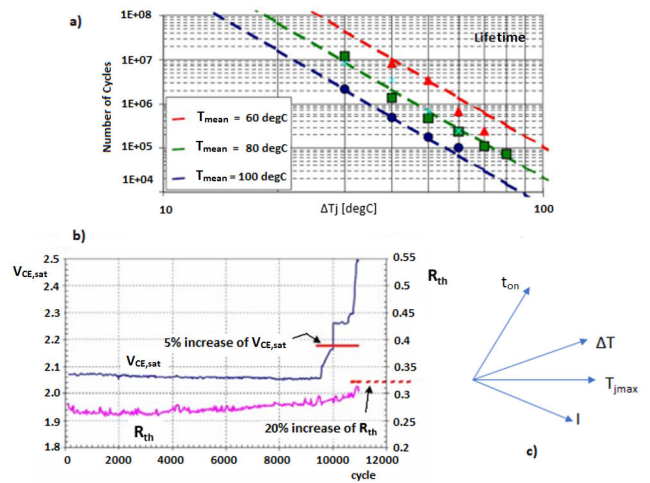 a)
Lifetime
Number of Cycles
1E+08
1E+07
1E+06
1E+05
1E+04
Tmean = 60 degC
Tmean = 80 degC
Tmean = 100 degC
10
ΔTj [degC]
100
b)
VCE,sat
2.5
2.4
2.3
2.2
2.1
2.0
1.9
1.8
0.55
0.5
0.45
0.4
0.35
0.3
0.25
0.2
Rth
5% increase of VCE,sat
VCE,sat
Rth
20% increase of Rth
0
2000
4000
6000
8000
10000
12000
cycle
ton
ΔT
Tjmax
I
c)